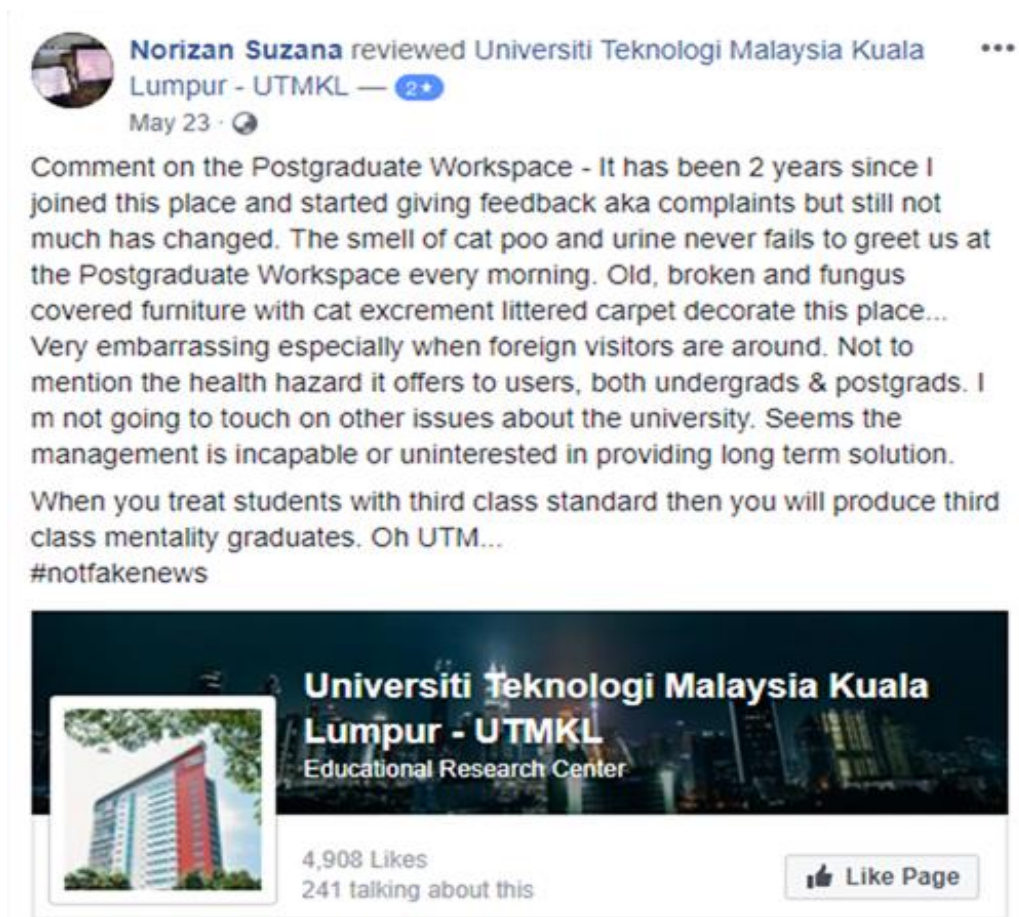 Norizan Suzana reviewed Universiti Teknologi Malaysia Kuala
Lumpur - UTMKL — 2★
May 23 ·
Comment on the Postgraduate Workspace - It has been 2 years since I
joined this place and started giving feedback aka complaints but still not
much has changed. The smell of cat poo and urine never fails to greet us at
the Postgraduate Workspace every morning. Old, broken and fungus
covered furniture with cat excrement littered carpet decorate this place...
Very embarrassing especially when foreign visitors are around. Not to
mention the health hazard it offers to users, both undergrads & postgrads. I
m not going to touch on other issues about the university. Seems the
management is incapable or uninterested in providing long term solution.
When you treat students with third class standard then you will produce third
class mentality graduates. Oh UTM...
#notfakenews
Universiti Teknologi Malaysia Kuala
Lumpur - UTMKL
Educational Research Center
4,908 Likes
241 talking about this
Like Page